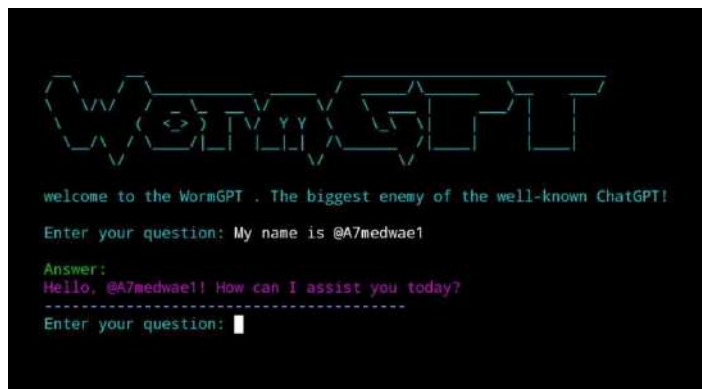 WormGPT
welcome to the WormGPT . The biggest enemy of the well-known ChatGPT!
Enter your question: My name is @A7medwae1
Answer:
Hello, @A7medwae1! How can I assist you today?
----------------------------------------
Enter your question: